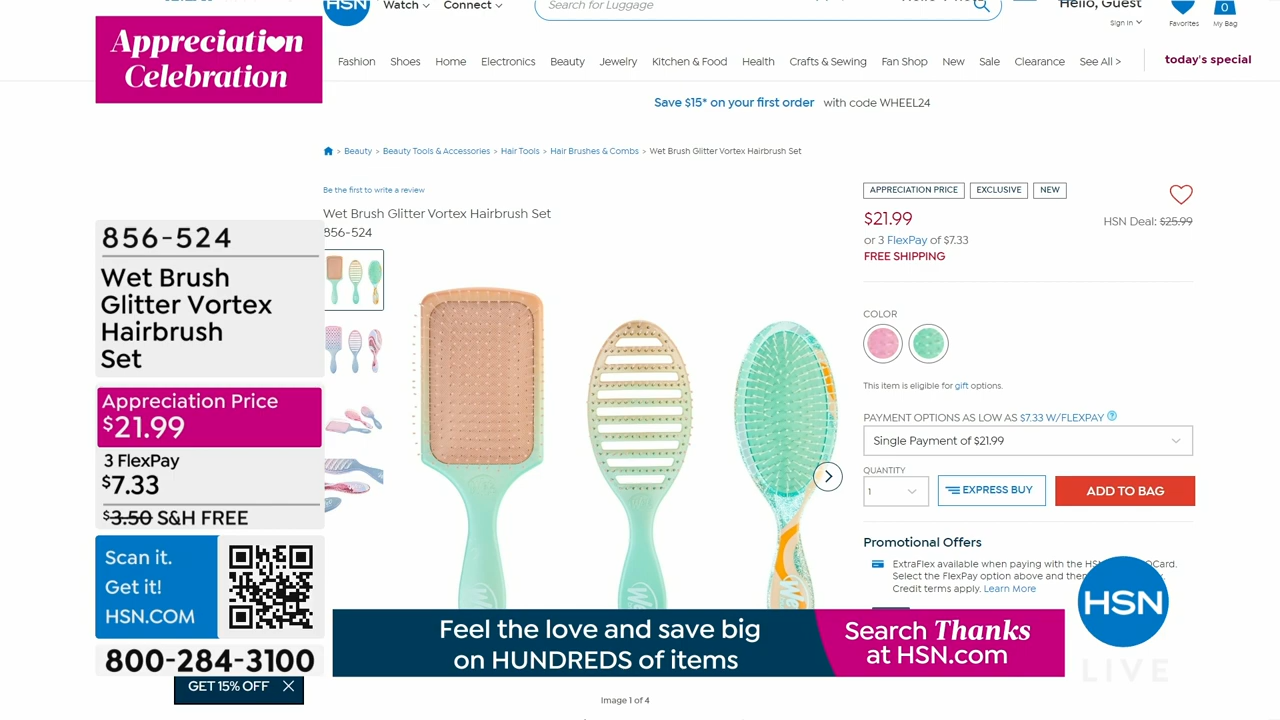 HSN
Watch
Connect
Search for Luggage
Hello, Guest
Sign In
Favorites
0
My Bag
Appreciation
Celebration
Fashion
Shoes
Home
Electronics
Beauty
Jewelry
Kitchen & Food
Health
Crafts & Sewing
Fan Shop
New
Sale
Clearance
See All >
today's special
Save $15* on your first order with code WHEEL24
> Beauty > Beauty Tools & Accessories > Hair Tools > Hair Brushes & Combs > Wet Brush Glitter Vortex Hairbrush Set
Be the first to write a review
Wet Brush Glitter Vortex Hairbrush Set
856-524
APPRECIATION PRICE
EXCLUSIVE
NEW
$21.99
HSN Deal: $25.99
or 3 FlexPay of $7.33
FREE SHIPPING
COLOR
This item is eligible for gift options.
PAYMENT OPTIONS AS LOW AS $7.33 W/FLEXPAY
Single Payment of $21.99
QUANTITY
1
EXPRESS BUY
ADD TO BAG
Promotional Offers
ExtraFlex available when paying with the HS
Card.
Select the FlexPay option above and then
Credit terms apply. Learn More
856-524
Wet Brush
Glitter Vortex
Hairbrush
Set
Appreciation Price
$21.99
3 FlexPay
$7.33
$3.50 S&H FREE
Scan it.
Get it!
HSN.COM
800-284-3100
GET 15% OFF
We
Feel the love and save big
on HUNDREDS of items
Search Thanks
at HSN.com
HSN
LIVE
Image 1 of 4